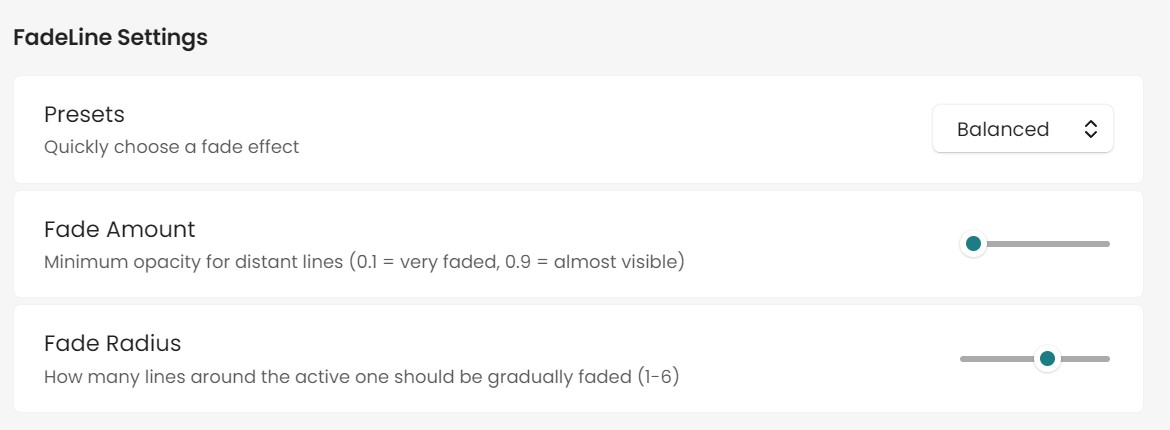 FadeLine Settings
Presets
Quickly choose a fade effect
Balanced
Fade Amount
Minimum opacity for distant lines (0.1 = very faded, 0.9 = almost visible)
Fade Radius
How many lines around the active one should be gradually faded (1-6)